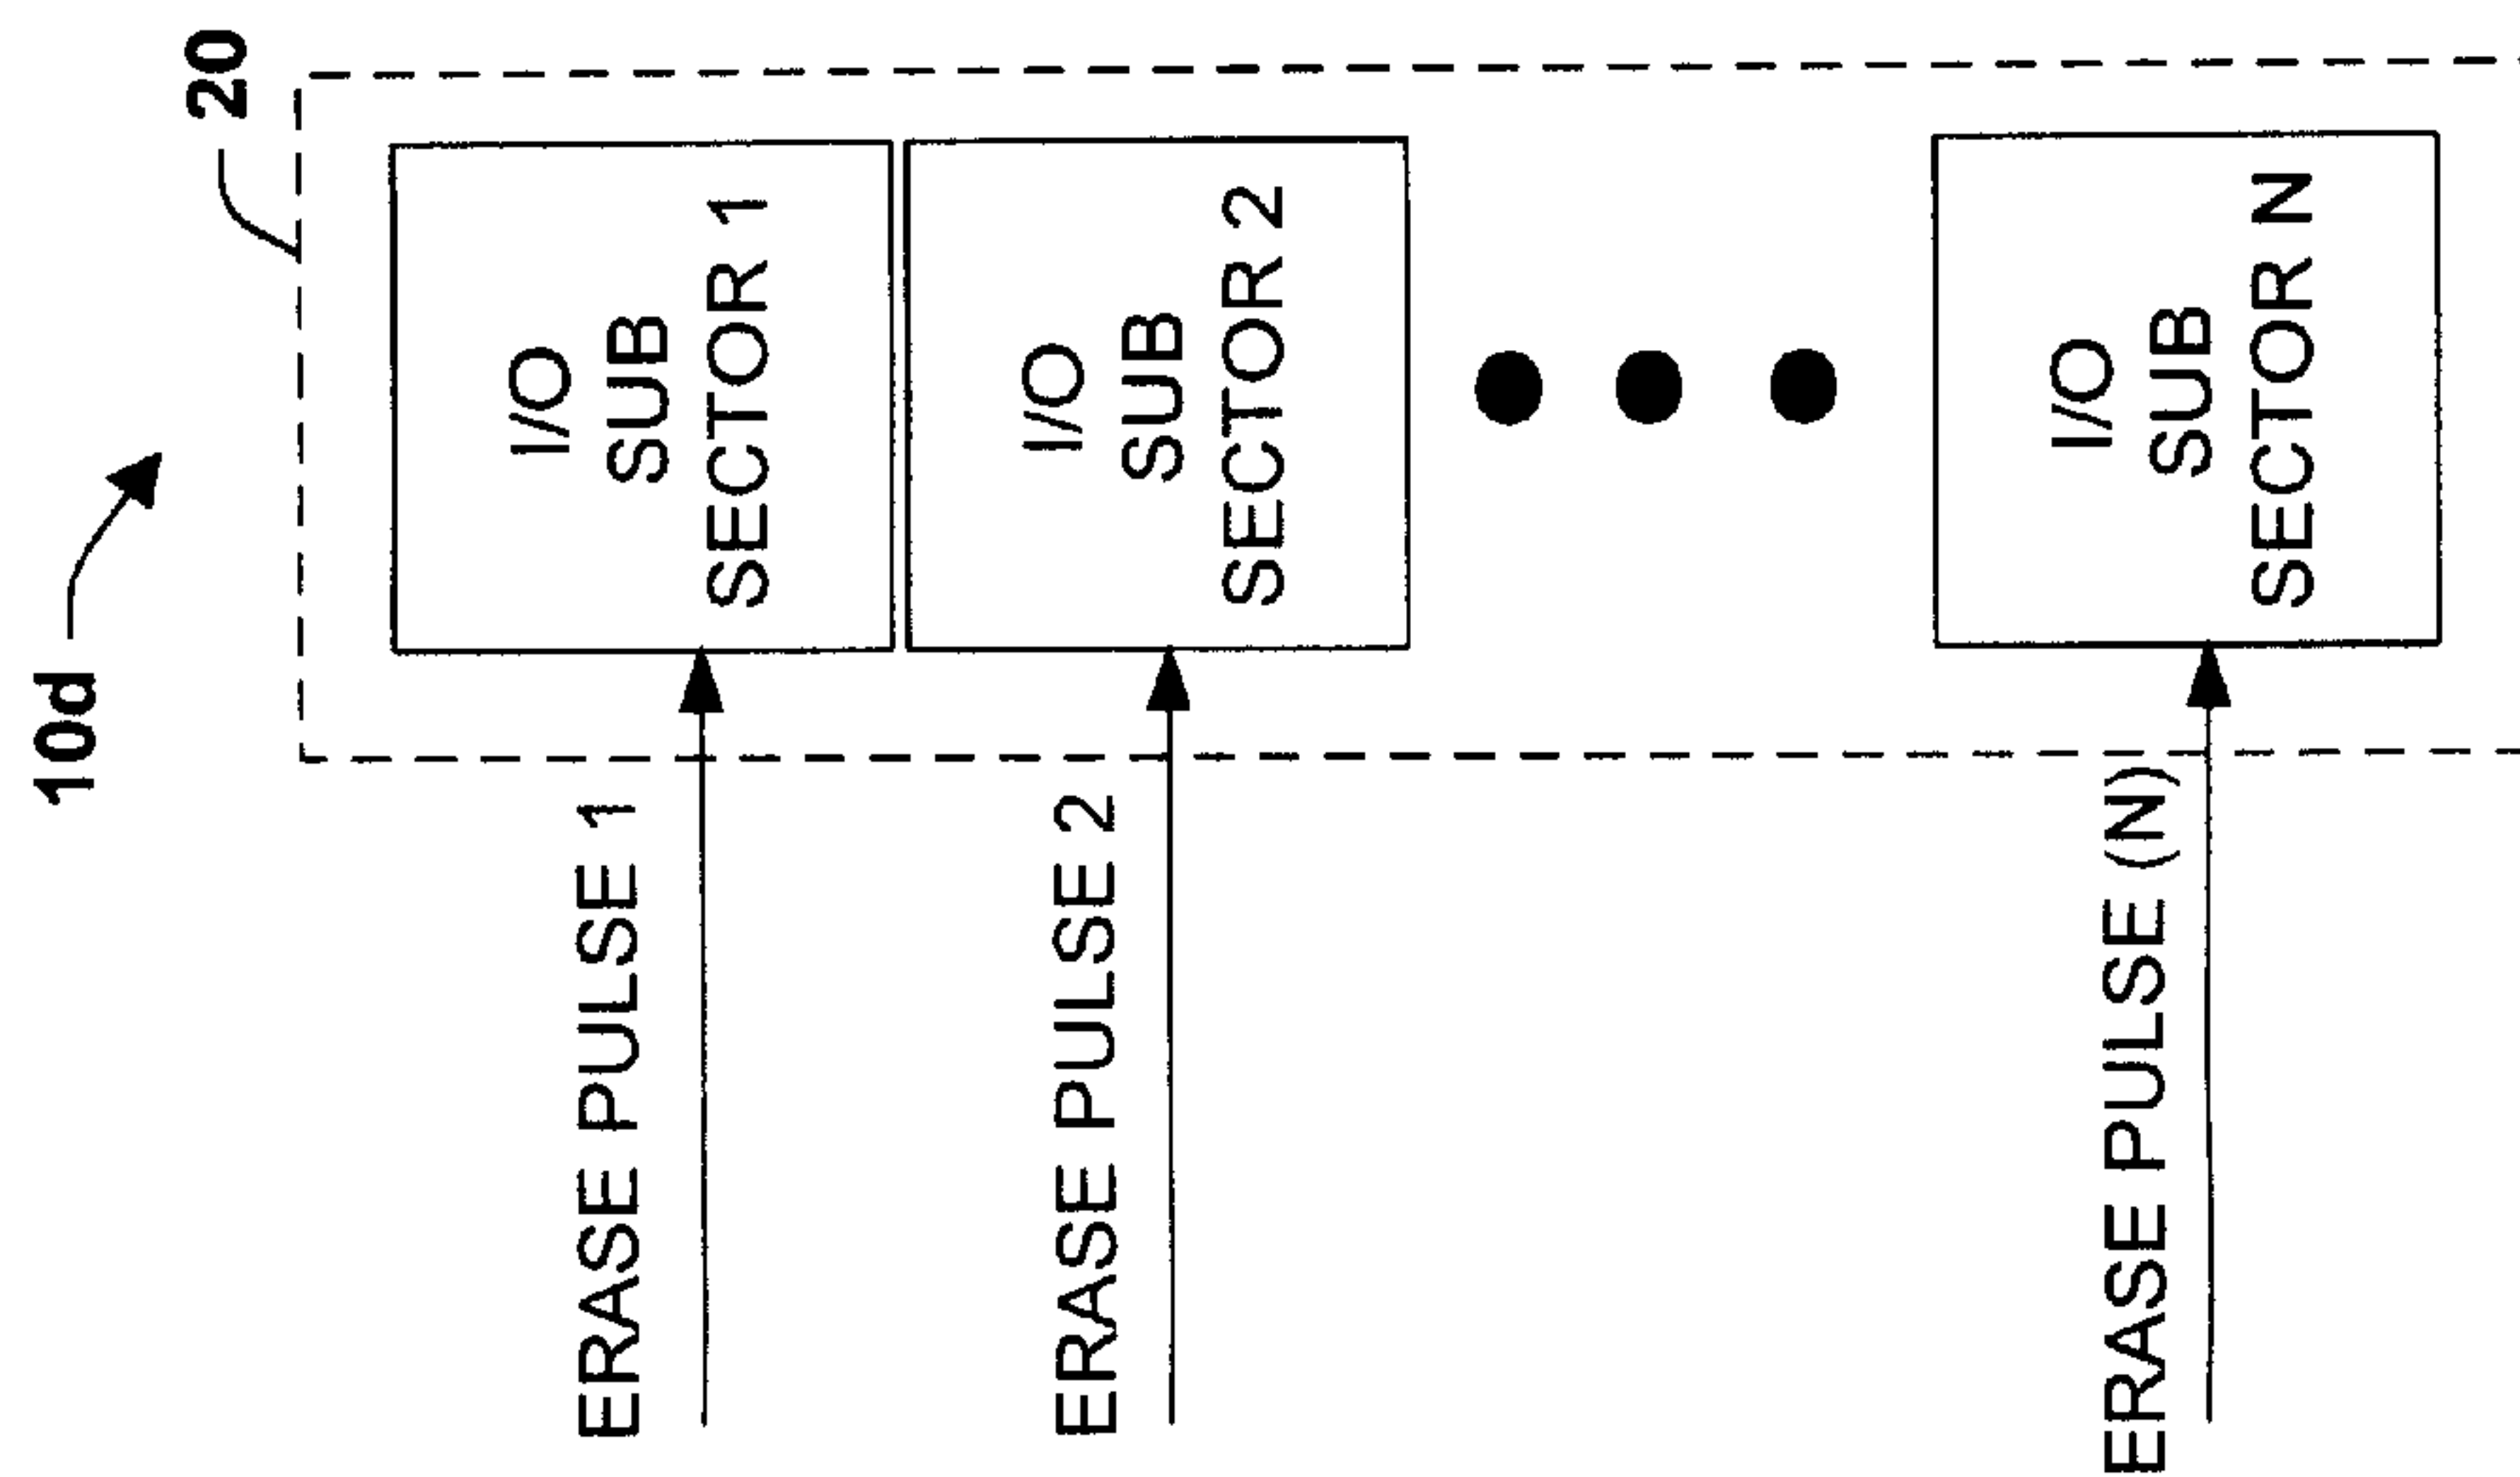 10d
20
I/O
SUB
SECTOR 1
ERASE PULSE 1
I/O
SUB
SECTOR 2
ERASE PULSE 2
I/O
SUB
SECTOR N
ERASE PULSE (N)